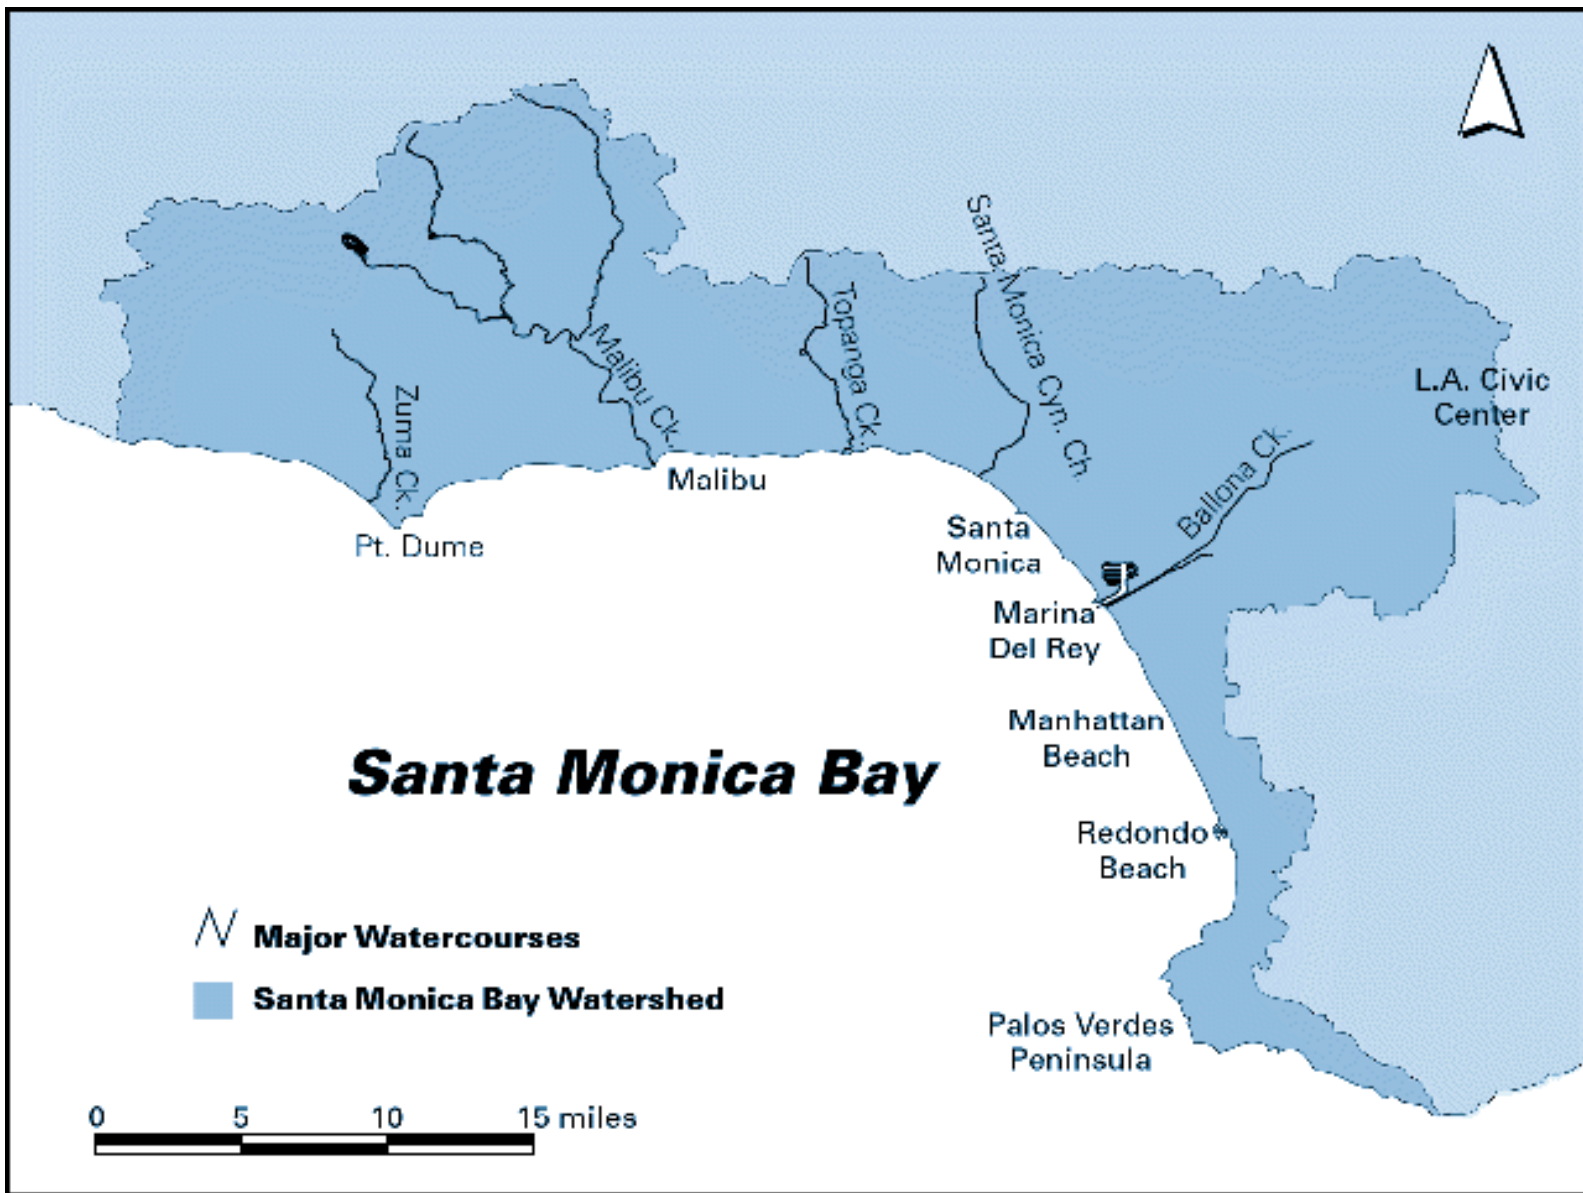 Santa Monica Cyn. Ch.
Topanga Ck.
Malibu Ck.
Zuma Ck.
L.A. Civic
Center
Ballona Ck.
Malibu
Pt. Dume
Santa
Monica
Marina
Del Rey
Manhattan
Beach
Santa Monica Bay
Redondo
Beach
Major Watercourses
Santa Monica Bay Watershed
Palos Verdes
Peninsula
0 5 10 15 miles